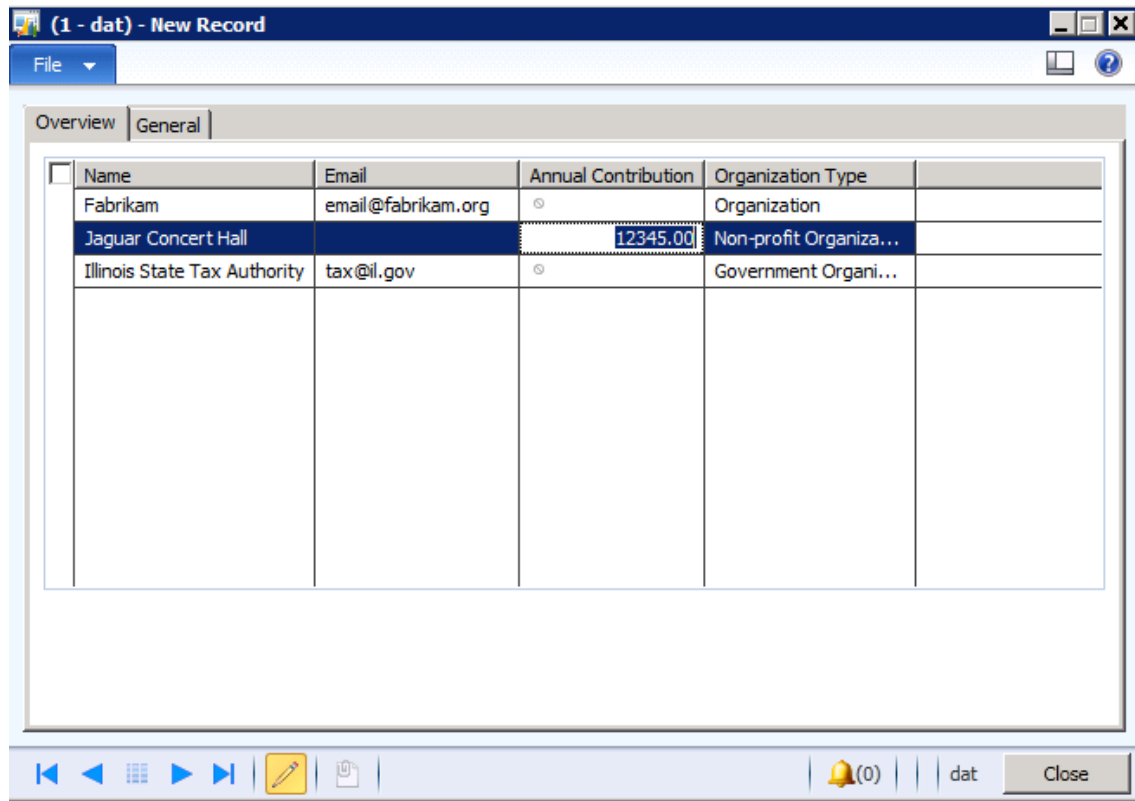 (1 - dat) - New Record
File
Overview General
Name Email Annual Contribution Organization Type
Fabrikam email@fabrikam.org Organization
Jaguar Concert Hall 12345.00 Non-profit Organiza...
Illinois State Tax Authority tax@il.gov Government Organi...
(0) dat Close